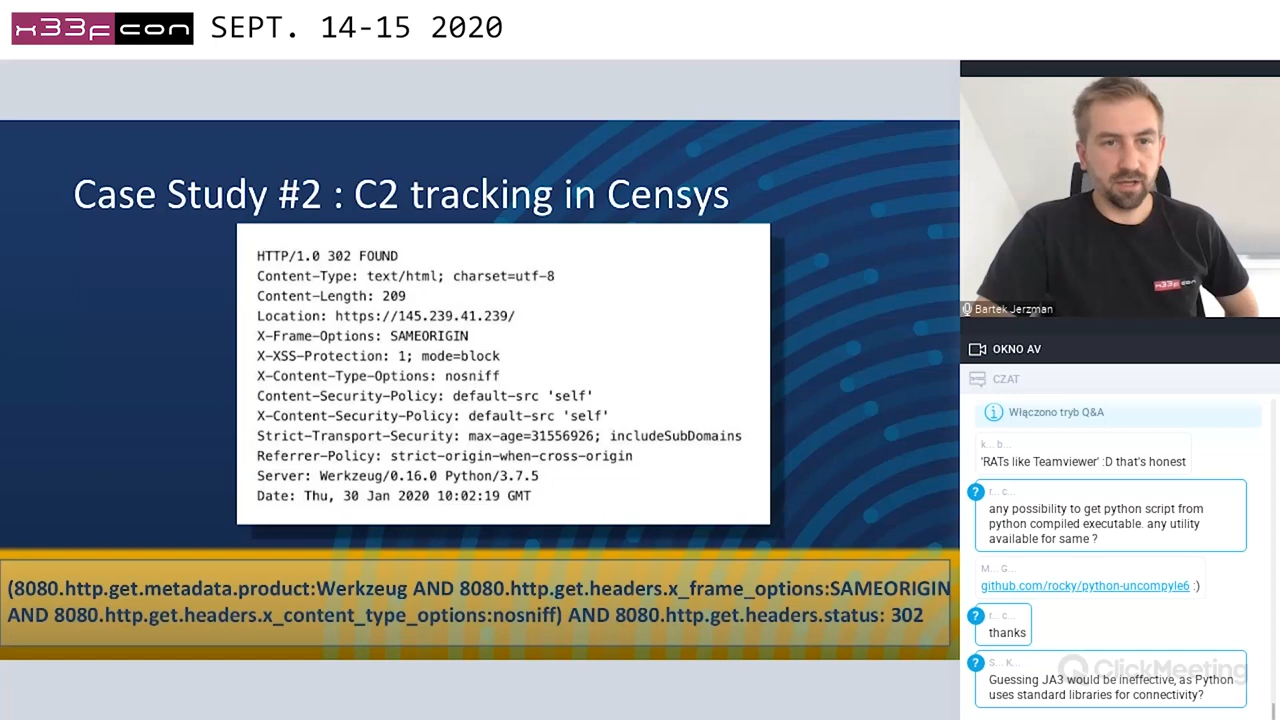 x33fcon SEPT. 14-15 2020
Case Study #2 : C2 tracking in Censys
HTTP/1.0 302 FOUND
Content-Type: text/html; charset=utf-8
Content-Length: 209
Location: https://145.239.41.239/
X-Frame-Options: SAMEORIGIN
X-XSS-Protection: 1; mode=block
X-Content-Type-Options: nosniff
Content-Security-Policy: default-src 'self'
X-Content-Security-Policy: default-src 'self'
Strict-Transport-Security: max-age=31556926; includeSubDomains
Referrer-Policy: strict-origin-when-cross-origin
Server: Werkzeug/0.16.0 Python/3.7.5
Date: Thu, 30 Jan 2020 10:02:19 GMT
(8080.http.get.metadata.product:Werkzeug AND 8080.http.get.headers.x_frame_options:SAMEORIGIN
AND 8080.http.get.headers.x_content_type_options:nosniff) AND 8080.http.get.headers.status: 302
x33fcon
Bartek Jerzman
OKNO AV
CZAT
Włączono tryb Q&A
k... b...
'RATs like Teamviewer' :D that's honest
? r... c...
any possibility to get python script from
python compiled executable. any utility
available for same ?
M... G...
github.com/rocky/python-uncompyle6 :)
? r... c...
thanks
? S... K...
Guessing JA3 would be ineffective, as Python
uses standard libraries for connectivity?
ClickMeeting